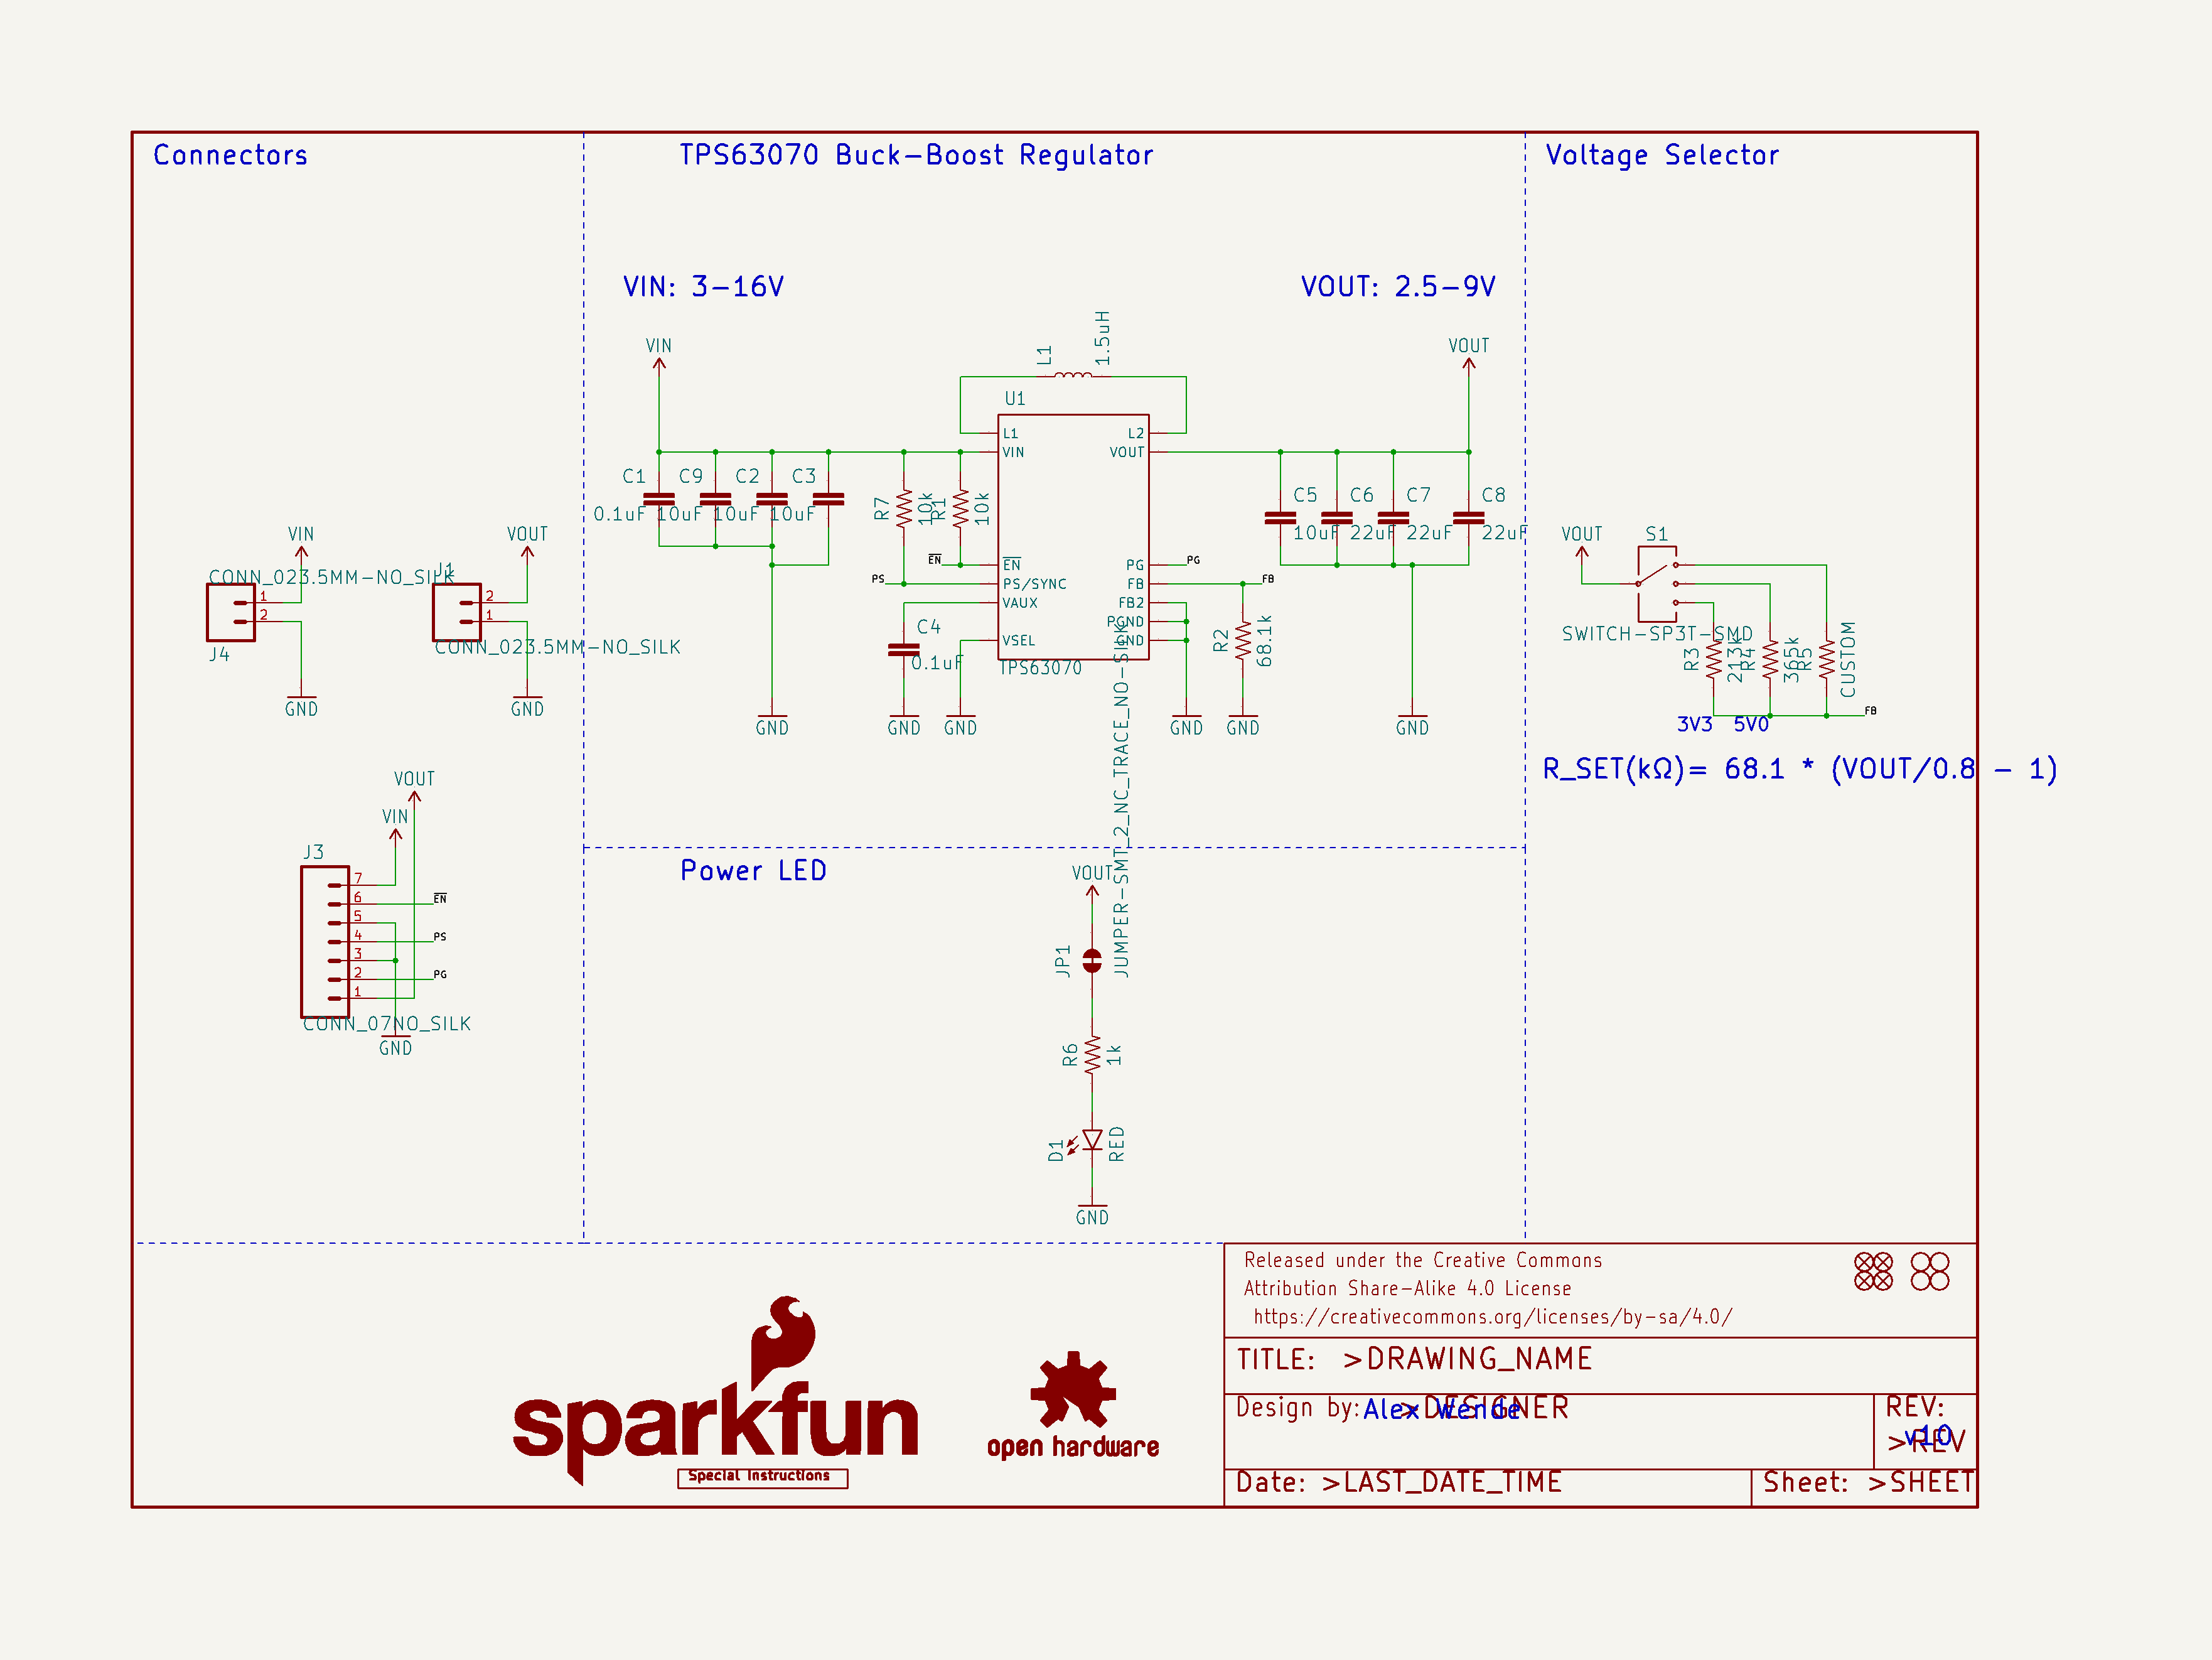 Connectors
TPS63070 Buck-Boost Regulator
Voltage Selector
VIN: 3-16V
VOUT: 2.5-9V
VIN
L1
1.5uH
VOUT
U1
L1
VIN
EN
PS/SYNC
VAUX
VSEL
L2
VOUT
PG
FB
FB2
PGND
GND
TPS63070
C1
C9
C2
C3
0.1uF
10uF
10uF
10uF
R7
10k
R1
10k
EN
PS
C4
0.1uF
GND
GND
GND
GND
GND
GND
PG
FB
R2
68.1k
C5
C6
C7
C8
10uF
22uF
22uF
22uF
VIN
CONN_023.5MM-NO_SILK
1
2
J4
GND
VOUT
J1
2
1
CONN_023.5MM-NO_SILK
GND
VOUT
S1
SWITCH-SP3T-SMD
R3
213k
R4
365k
R5
CUSTOM
FB
3V3
5V0
R_SET(kΩ)= 68.1 * (VOUT/0.8 - 1)
VOUT
VIN
J3
7
6
5
4
3
2
1
EN
PS
PG
CONN_07NO_SILK
GND
Power LED
VOUT
JP1
JUMPER-SMT_2_NC_TRACE_NO-SILK
R6
1k
D1
RED
GND
Released under the Creative Commons
Attribution Share-Alike 4.0 License
https://creativecommons.org/licenses/by-sa/4.0/
TITLE: >DRAWING_NAME
Design by: >DESIGNER
Alex Wende
REV:
>REV
v10
Date: >LAST_DATE_TIME
Sheet: >SHEET
sparkfun
Special Instructions
open hardware